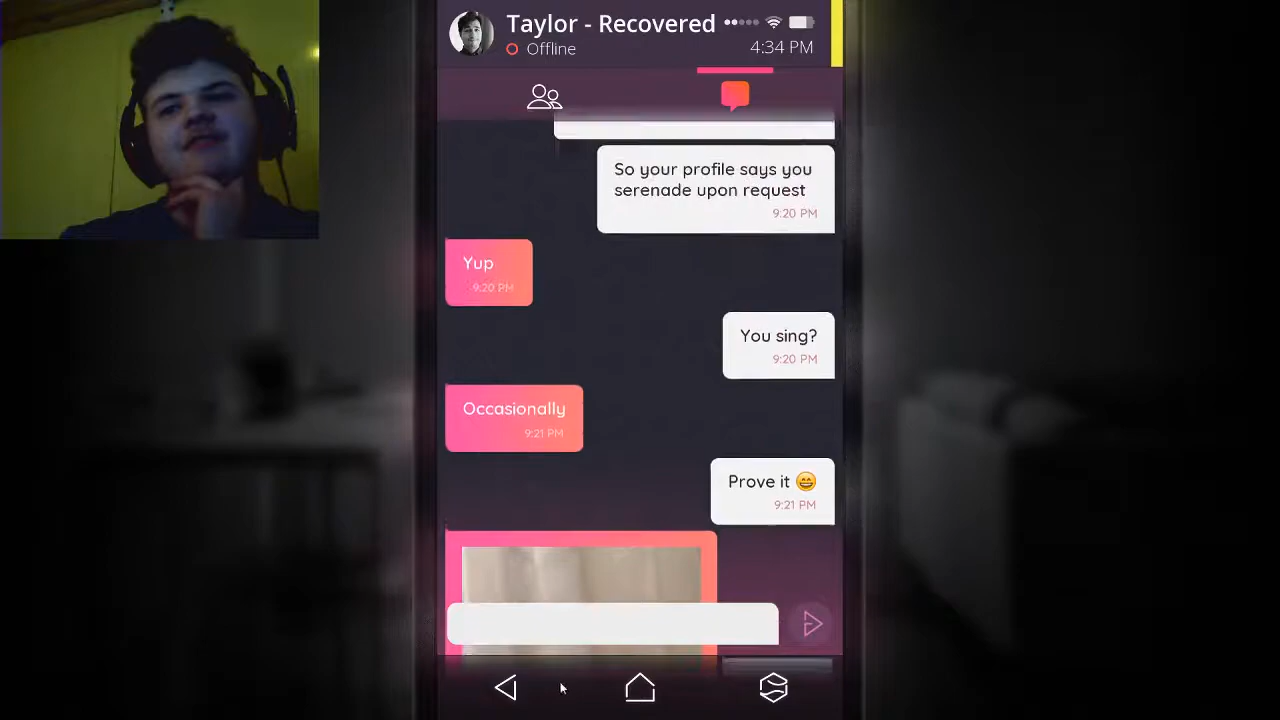 Taylor - Recovered
Offline
4:34 PM
So your profile says you
serenade upon request
9:20 PM
Yup
9:20 PM
You sing?
9:20 PM
Occasionally
9:21 PM
Prove it 😄
9:21 PM